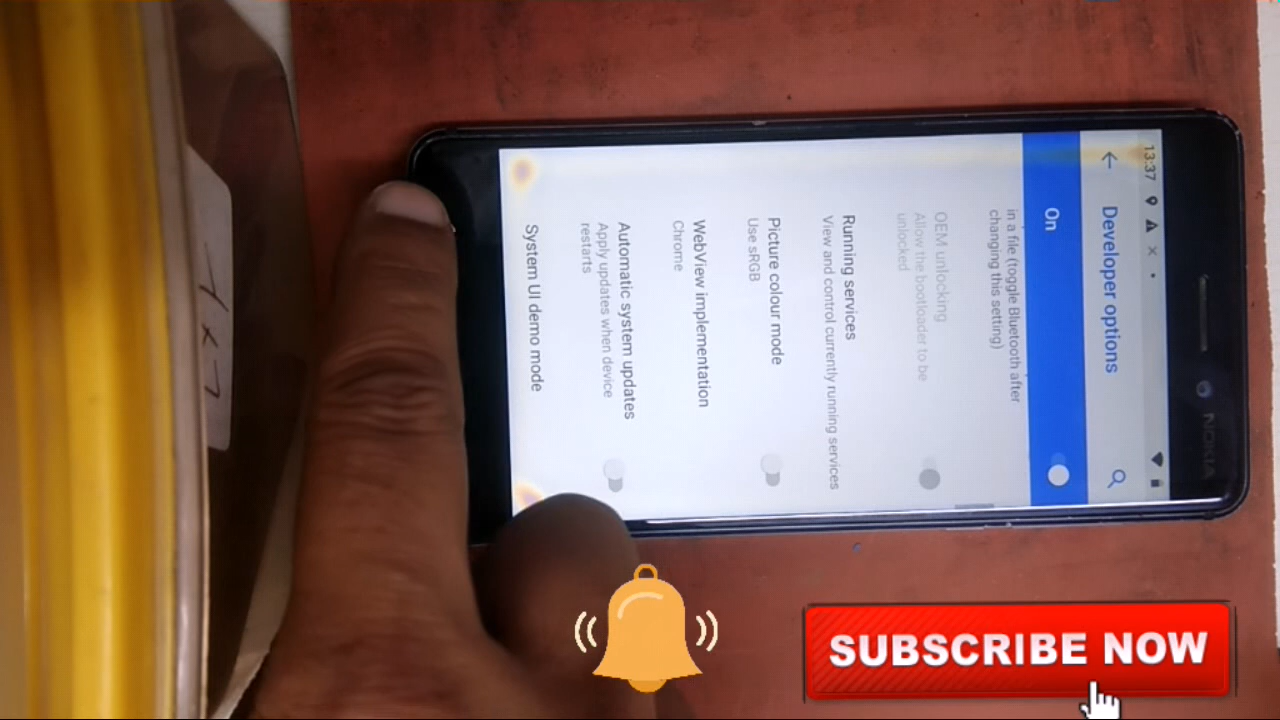 13:37
Developer options
On
in a file (toggle Bluetooth after
changing this setting)
OEM unlocking
Allow the bootloader to be
unlocked
Running services
View and control currently running services
Picture colour mode
Use sRGB
WebView implementation
Chrome
Automatic system updates
Apply updates when device
restarts
System UI demo mode
NOKIA
SUBSCRIBE NOW